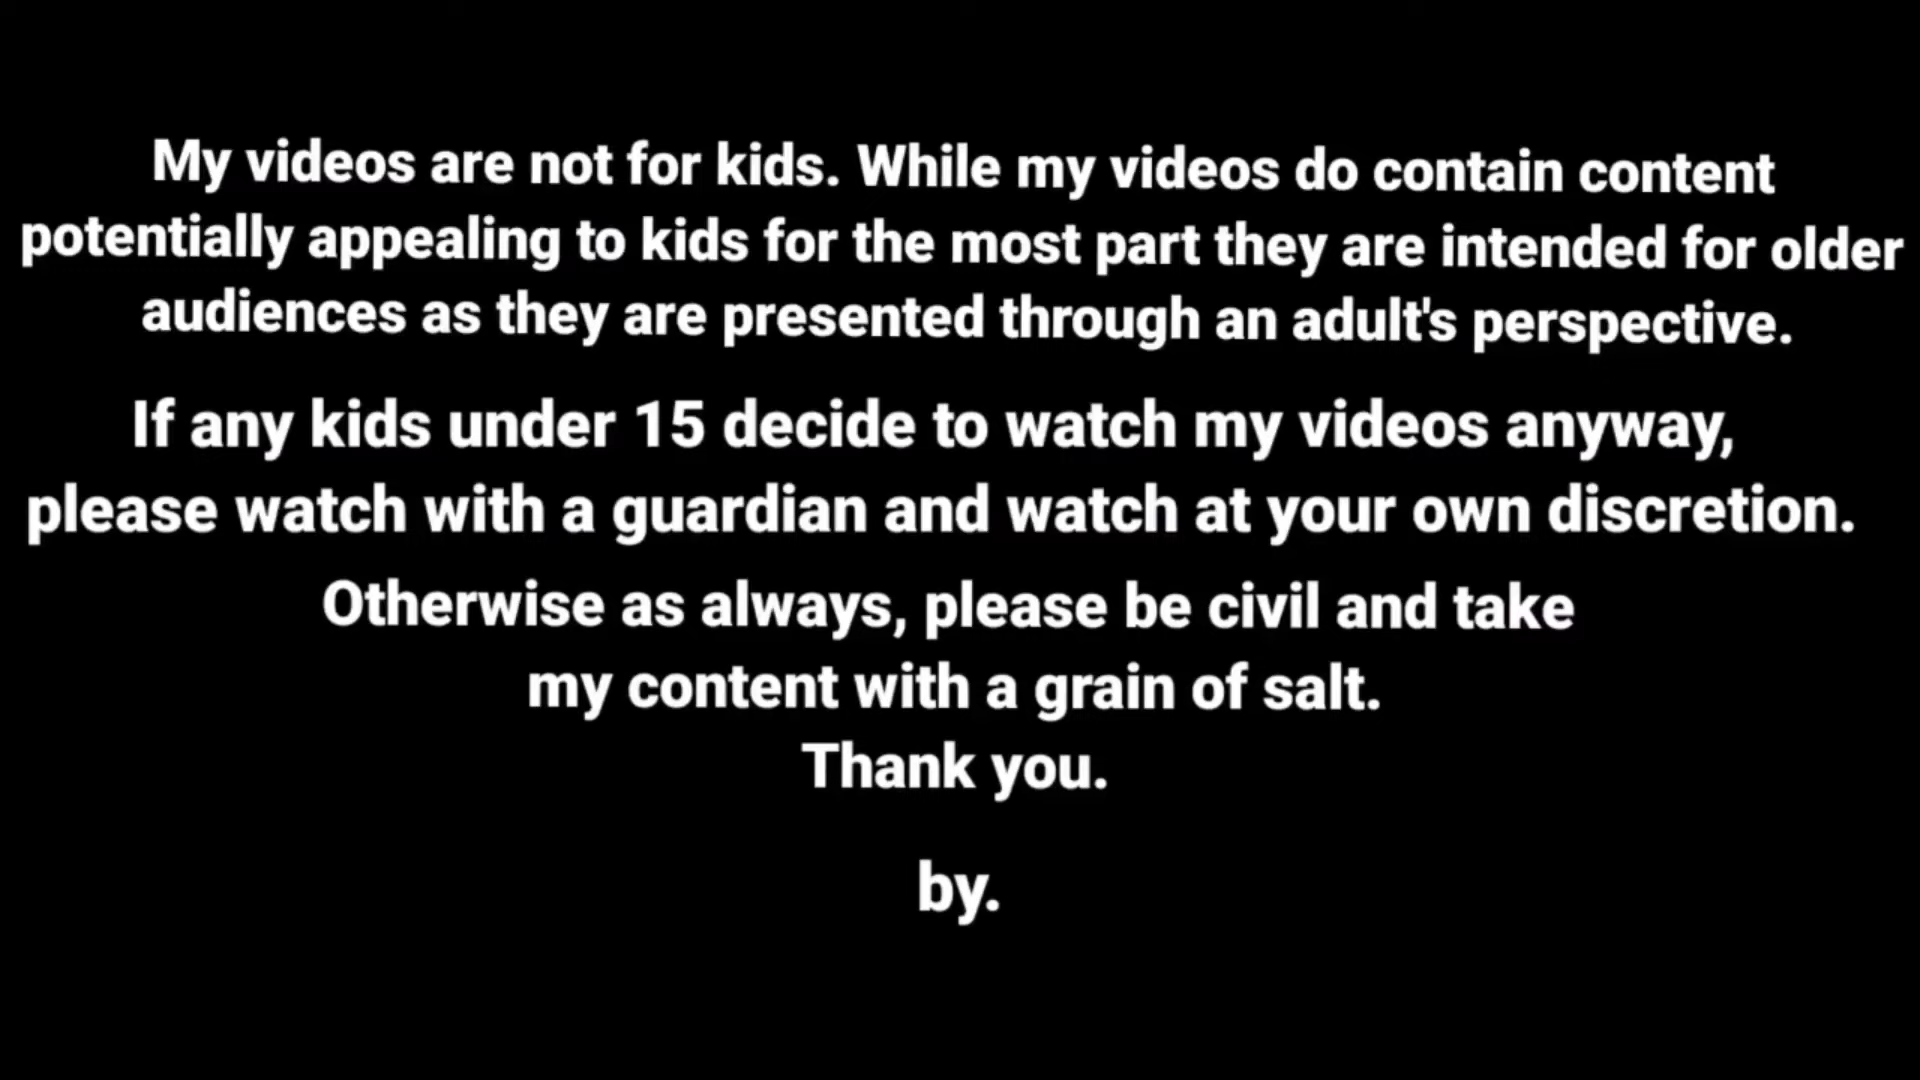 My videos are not for kids. While my videos do contain content
potentially appealing to kids for the most part they are intended for older
audiences as they are presented through an adult's perspective.
If any kids under 15 decide to watch my videos anyway,
please watch with a guardian and watch at your own discretion.
Otherwise as always, please be civil and take
my content with a grain of salt.
Thank you.
by.